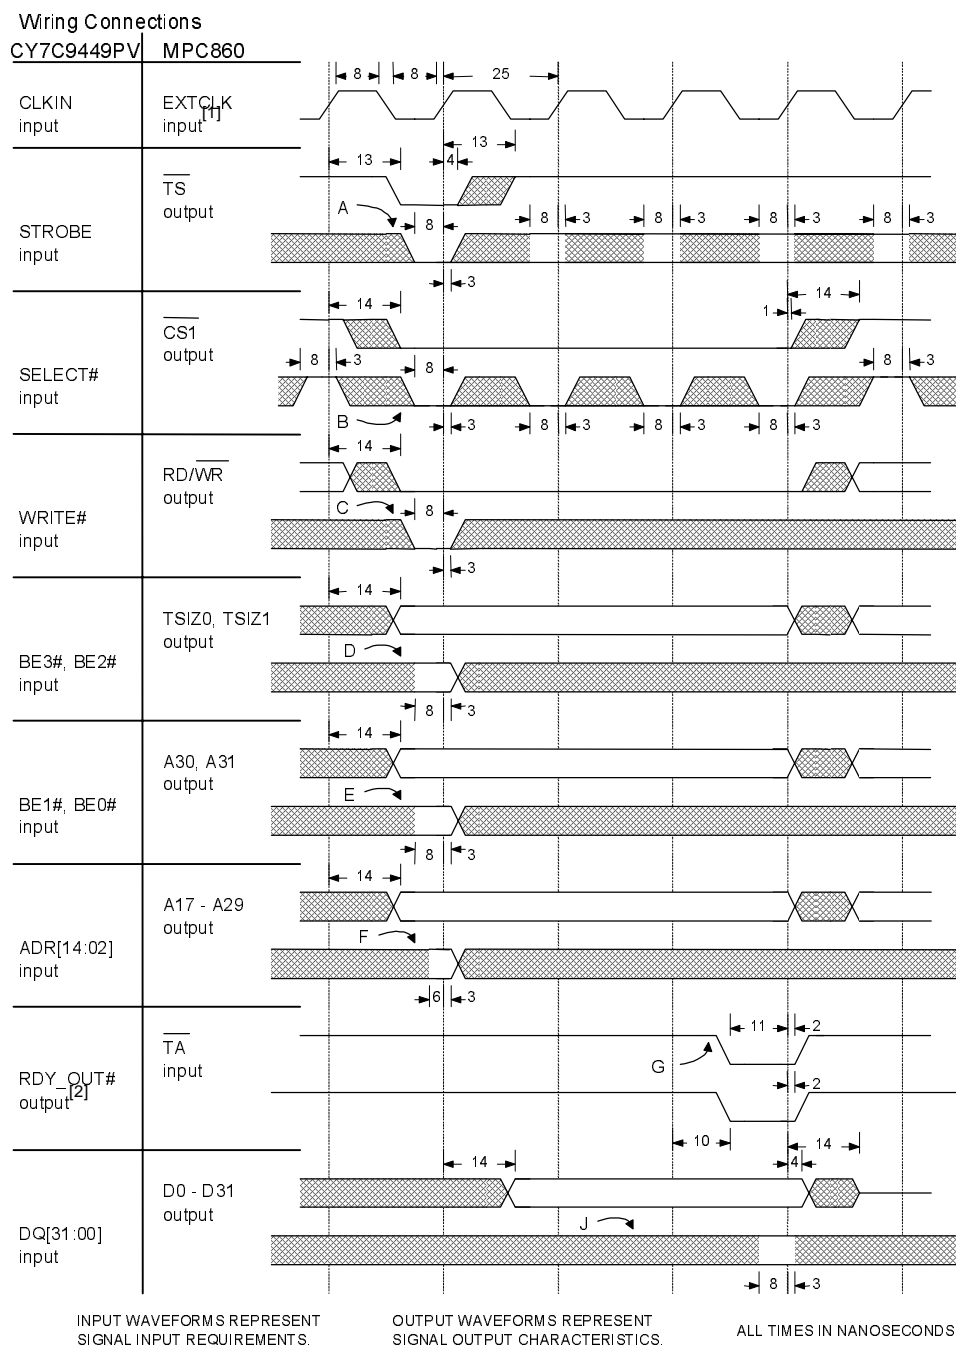 Wiring Connections
CY7C9449PV MPC860
8 8 25
CLKIN
input
EXTCLK
input[1]
13 13 4
TS
output
A
8 8 3 8 3 8 3 8 3
STROBE
input
3
14 14
1
CS1
output
8 3 8 8 3
SELECT#
input
B
3 8 3 8 3 8 3
14
RD/WR
output
C 8
WRITE#
input
3
14
TSIZ0, TSIZ1
output
D
BE3#, BE2#
input
8 3
14
A30, A31
output
E
BE1#, BE0#
input
8 3
14
A17 - A29
output
F
ADR[14:02]
input
6 3
11 2
TA
input
G
RDY_OUT#
output[2]
2
10 14
14 4
D0 - D31
output
J
DQ[31:00]
input
8 3
INPUT WAVEFORMS REPRESENT
SIGNAL INPUT REQUIREMENTS.
OUTPUT WAVEFORMS REPRESENT
SIGNAL OUTPUT CHARACTERISTICS.
ALL TIMES IN NANOSECONDS